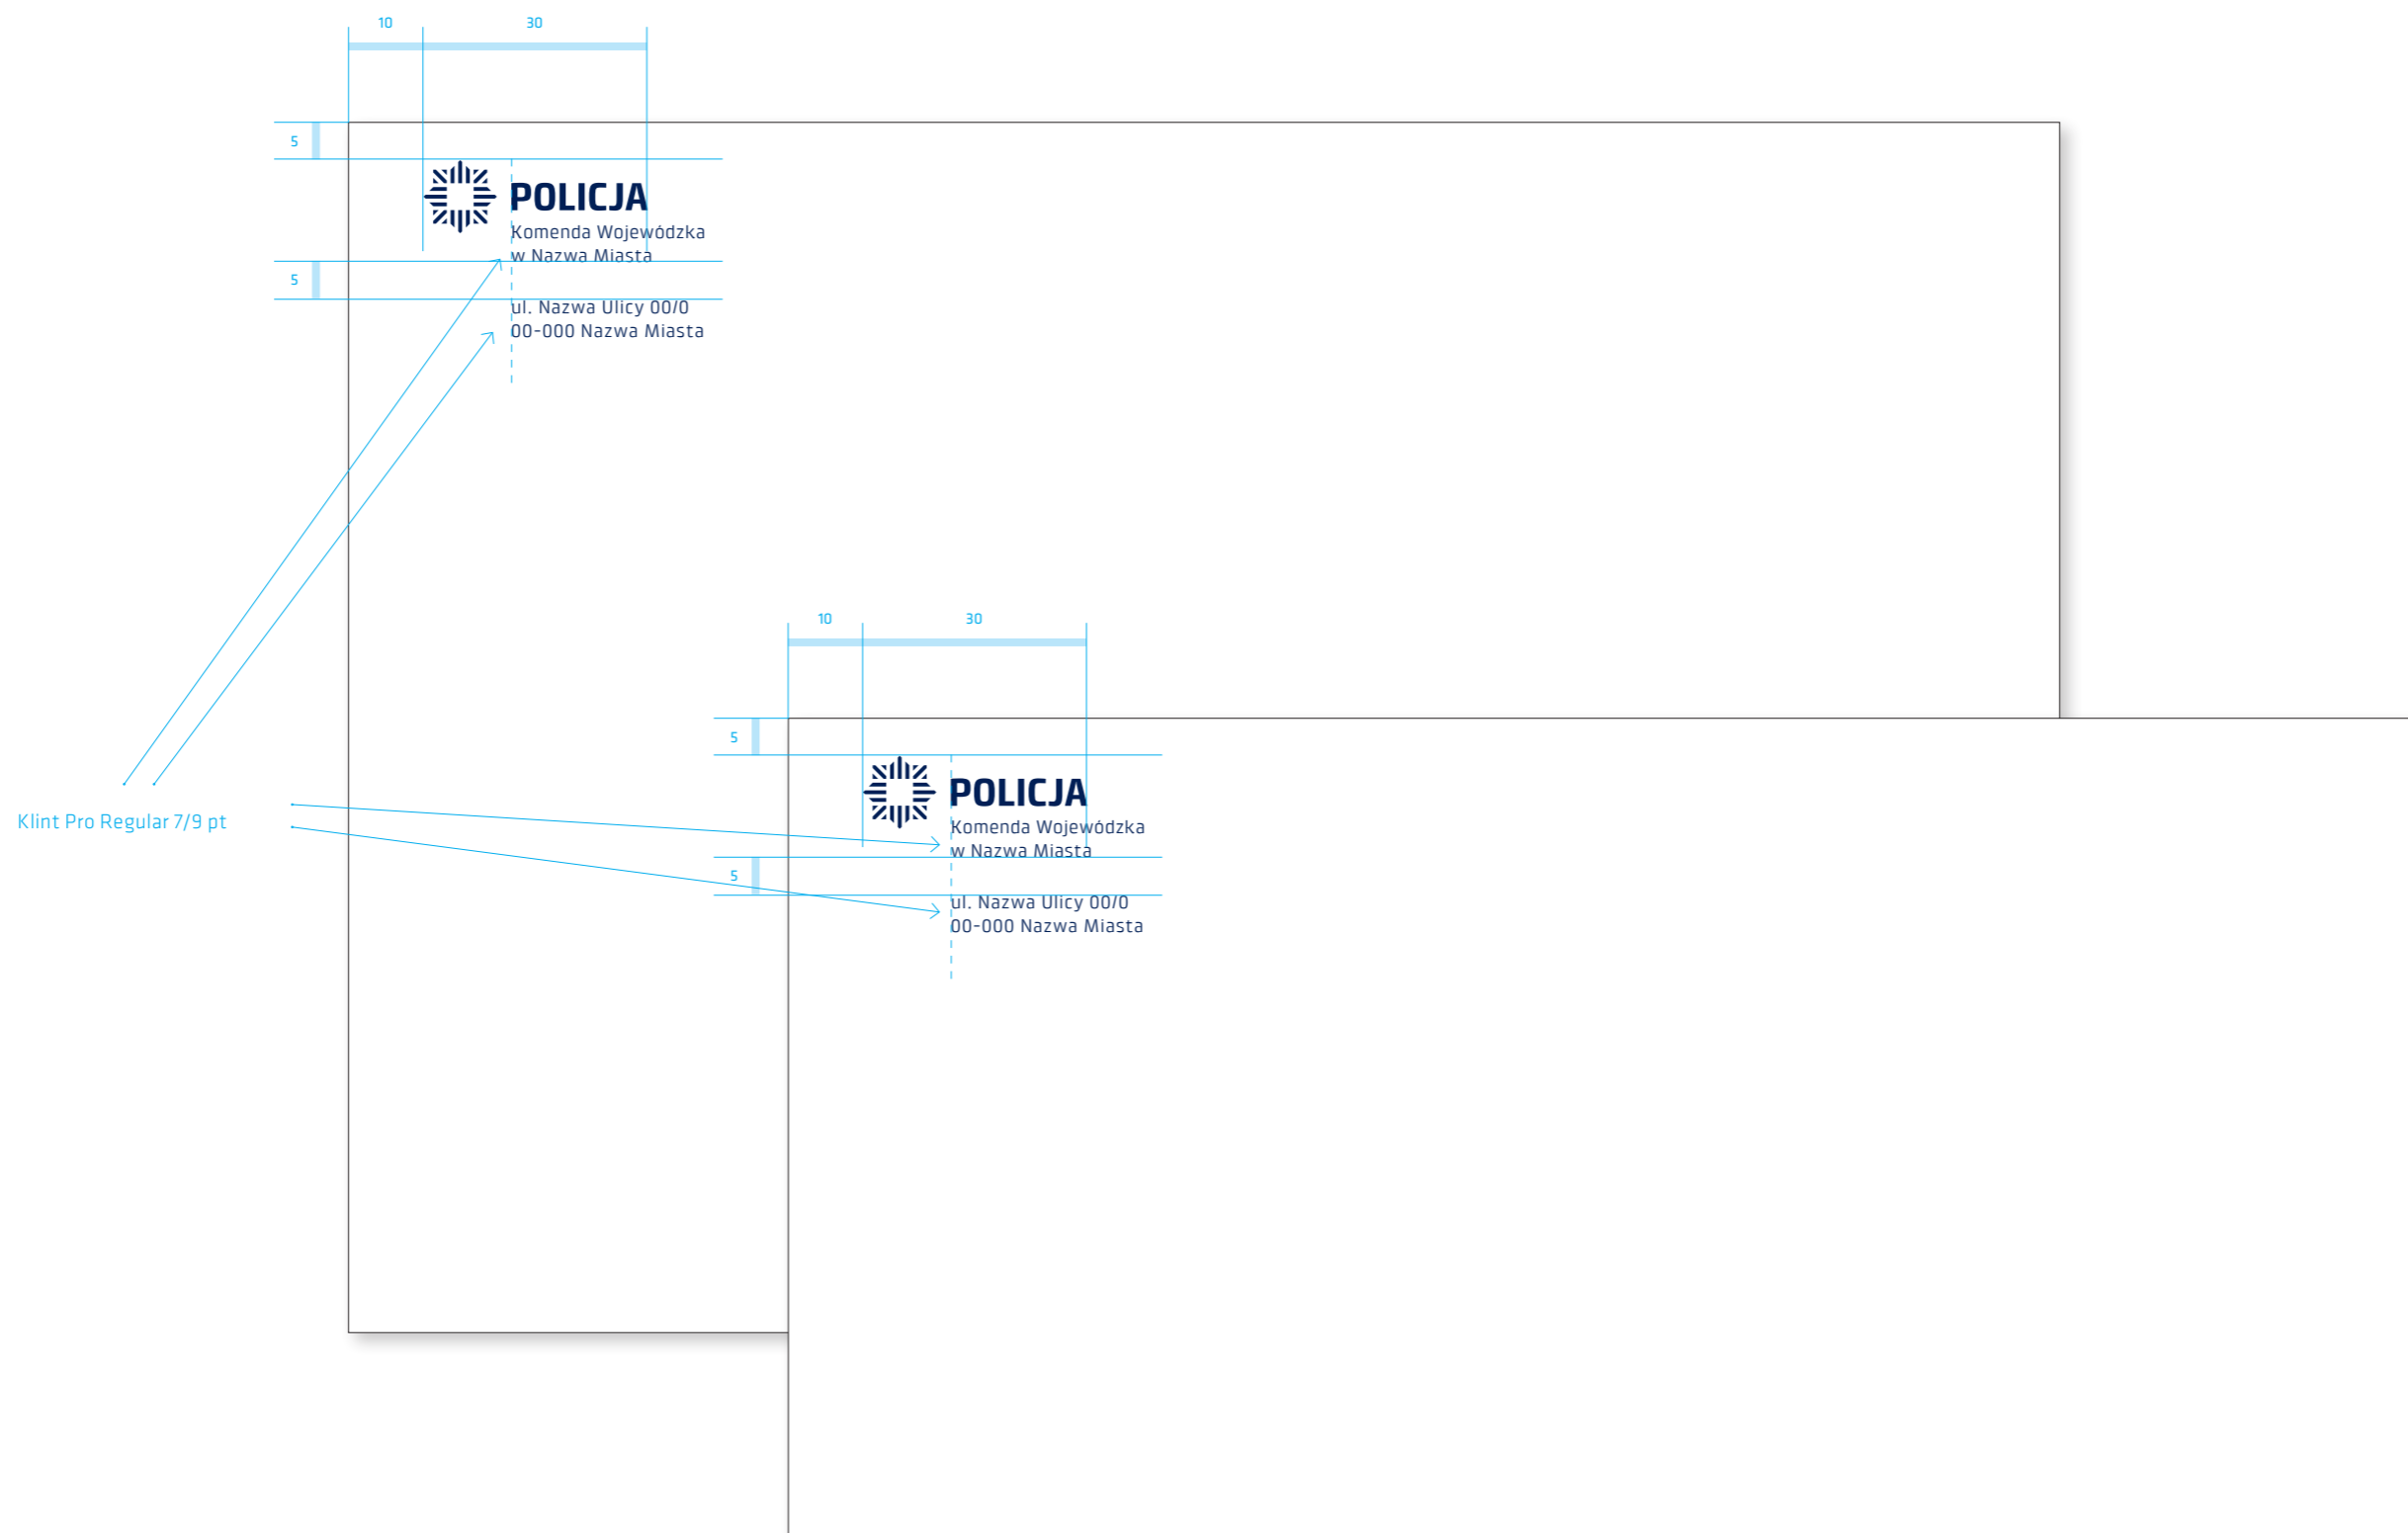 10 30
5
POLICJA
Komenda Wojewódzka
w Nazwa Miasta
5
ul. Nazwa Ulicy 00/0
00-000 Nazwa Miasta
10 30
5
POLICJA
Klint Pro Regular 7/9 pt
Komenda Wojewódzka
w Nazwa Miasta
5
ul. Nazwa Ulicy 00/0
00-000 Nazwa Miasta